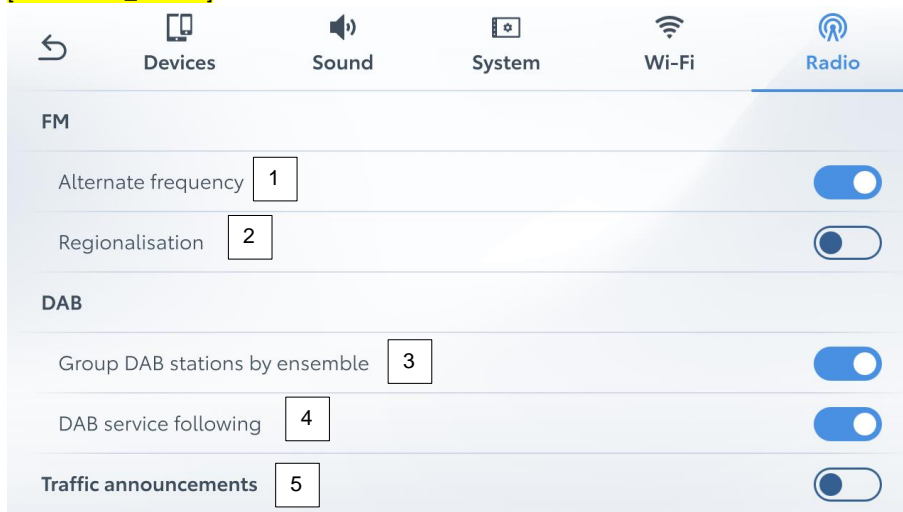 Devices Sound System Wi-Fi Radio
FM
Alternate frequency 1
Regionalisation 2
DAB
Group DAB stations by ensemble 3
DAB service following 4
Traffic announcements 5